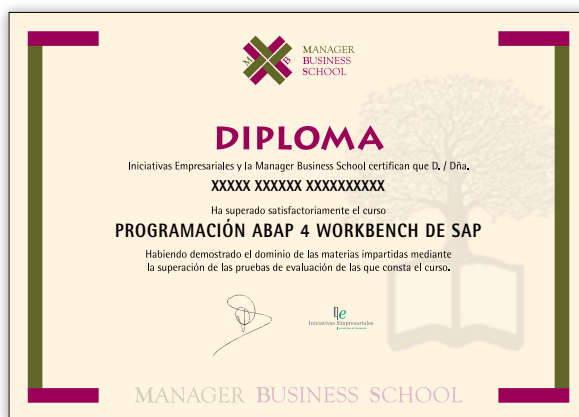 M B
MANAGER
BUSINESS
SCHOOL
DIPLOMA
Iniciativas Empresariales y la Manager Business School certifican que D. / Dña.
XXXXX XXXXXX XXXXXXXXXX
Ha superado satisfactoriamente el curso
PROGRAMACIÓN ABAP 4 WORKBENCH DE SAP
Habiendo demostrado el dominio de las materias impartidas mediante
la superación de las pruebas de evaluación de las que consta el curso.
Iniciativas Empresariales
MANAGER BUSINESS SCHOOL